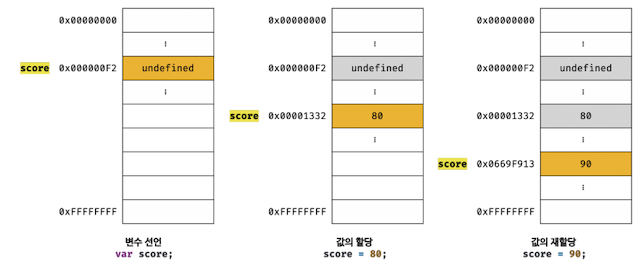 0x00000000
score 0x000000F2 undefined
0xFFFFFFFF
변수 선언
var score;
0x00000000
0x000000F2 undefined
score 0x00001332 80
0xFFFFFFFF
값의 할당
score = 80;
0x00000000
0x000000F2 undefined
0x00001332 80
score 0x0669F913 90
0xFFFFFFFF
값의 재할당
score = 90;